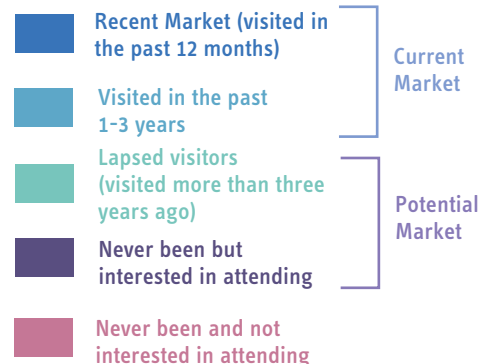 Recent Market (visited in
the past 12 months)
Visited in the past
1-3 years
Current
Market
Lapsed visitors
(visited more than three
years ago)
Never been but
interested in attending
Potential
Market
Never been and not
interested in attending